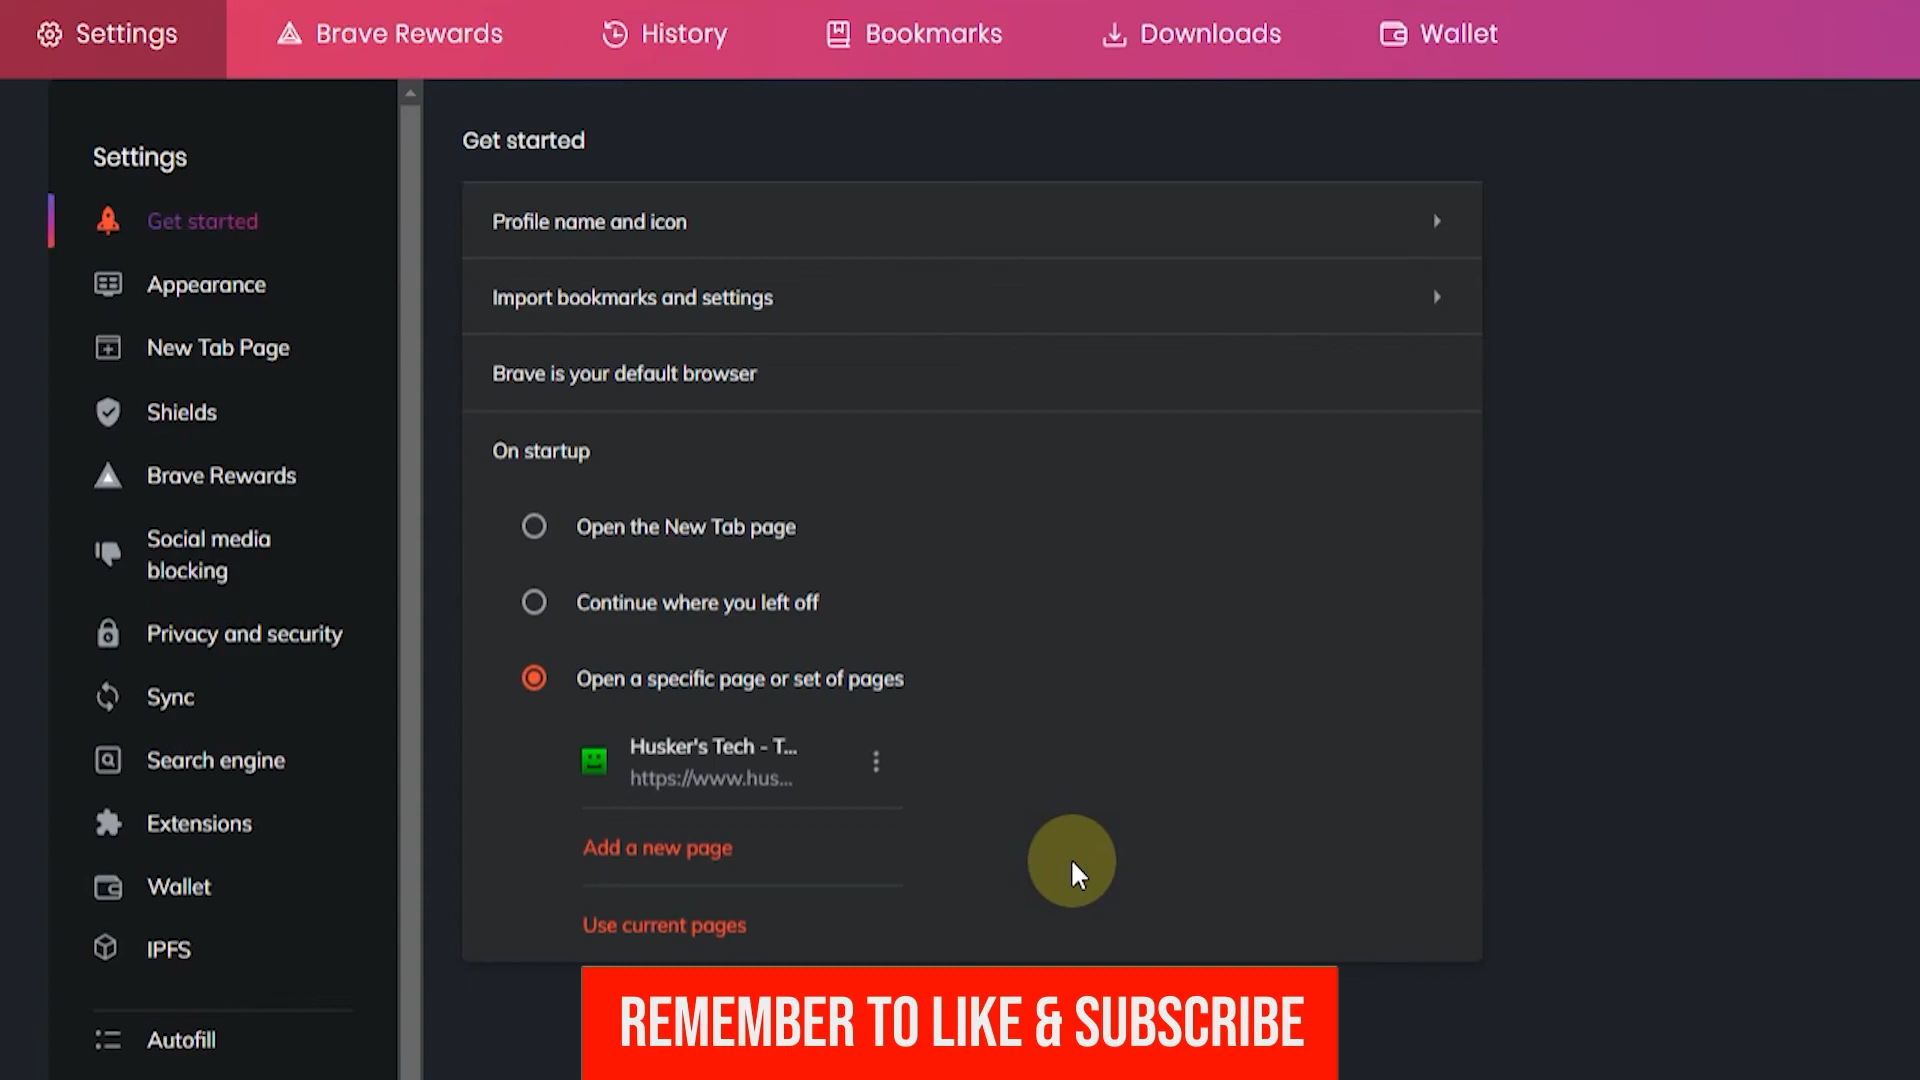 Settings
Brave Rewards
History
Bookmarks
Downloads
Wallet
Settings
Get started
Appearance
New Tab Page
Shields
Brave Rewards
Social media
blocking
Privacy and security
Sync
Search engine
Extensions
Wallet
IPFS
Autofill
Get started
Profile name and icon
Import bookmarks and settings
Brave is your default browser
On startup
Open the New Tab page
Continue where you left off
Open a specific page or set of pages
Husker's Tech - T...
https://www.hus...
Add a new page
Use current pages
REMEMBER TO LIKE & SUBSCRIBE